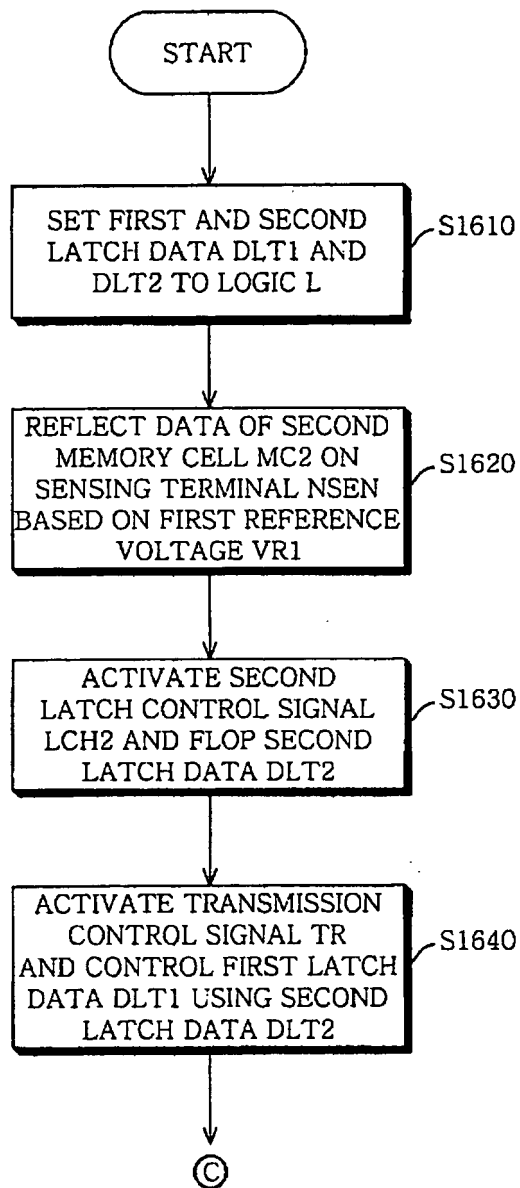 START
SET FIRST AND SECOND
LATCH DATA DLT1 AND
DLT2 TO LOGIC L
S1610
REFLECT DATA OF SECOND
MEMORY CELL MC2 ON
SENSING TERMINAL NSEN
BASED ON FIRST REFERENCE
VOLTAGE VR1
S1620
ACTIVATE SECOND
LATCH CONTROL SIGNAL
LCH2 AND FLOP SECOND
LATCH DATA DLT2
S1630
ACTIVATE TRANSMISSION
CONTROL SIGNAL TR
AND CONTROL FIRST LATCH
DATA DLT1 USING SECOND
LATCH DATA DLT2
S1640
C